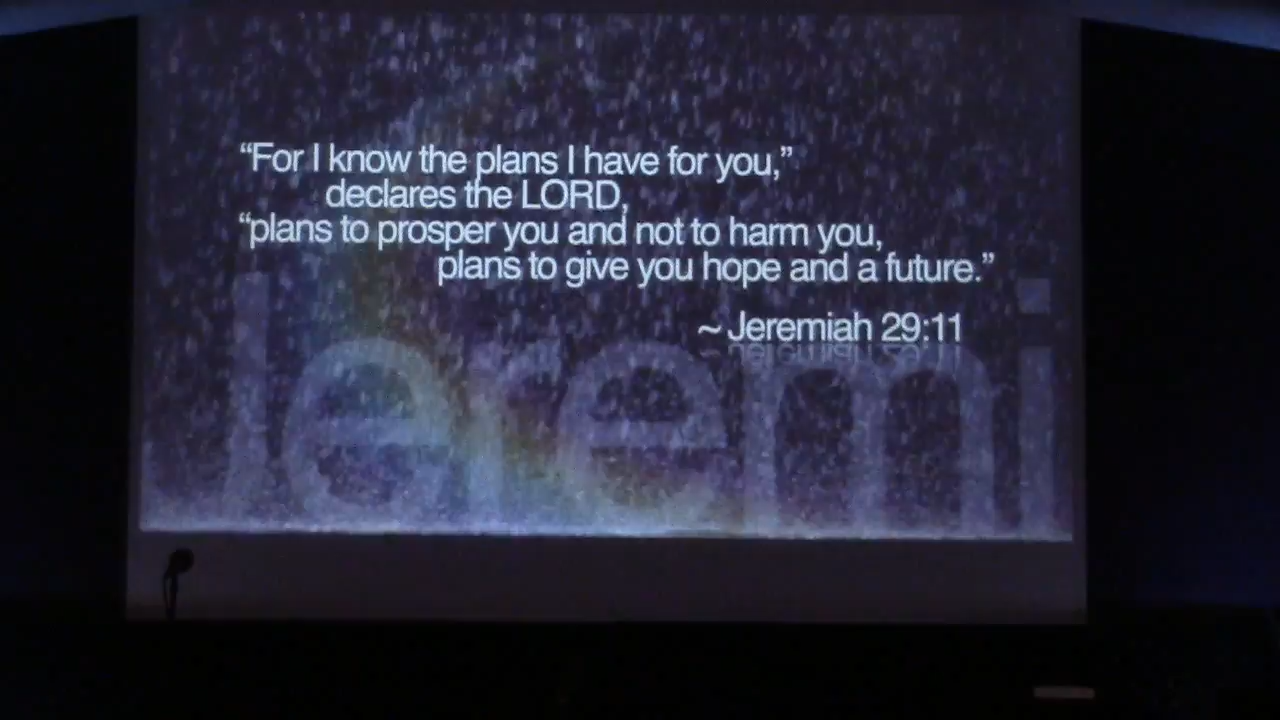 “For I know the plans I have for you,”
declares the LORD,
“plans to prosper you and not to harm you,
plans to give you hope and a future.”
~ Jeremiah 29:11
Jeremi